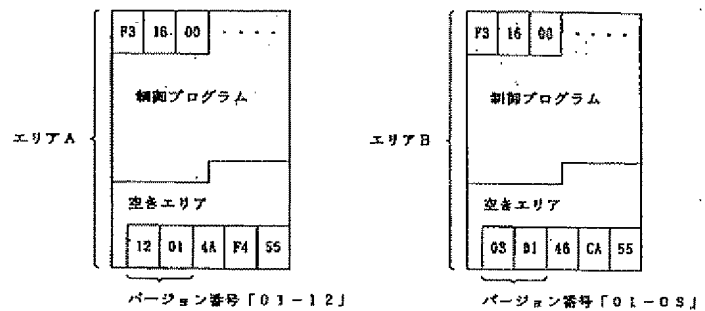 F3 16 00 ・・・・
制御プログラム
エリアA
空きエリア
12 01 4A F4 55
バージョン番号「01-12」
F3 16 00 ・・・・
制御プログラム
エリアB
空きエリア
03 01 46 CA 55
バージョン番号「01-03」